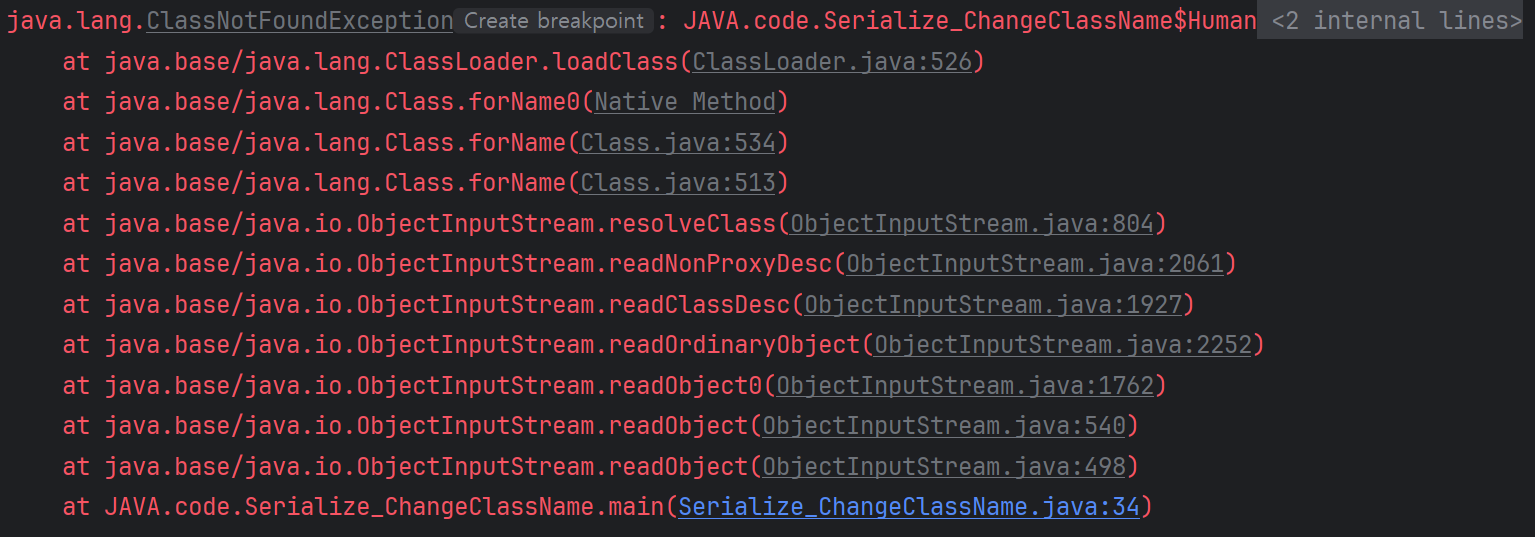 java.lang.ClassNotFoundException Create breakpoint : JAVA.code.Serialize_ChangeClassName$Human <2 internal lines>
at java.base/java.lang.ClassLoader.loadClass(ClassLoader.java:526)
at java.base/java.lang.Class.forName0(Native Method)
at java.base/java.lang.Class.forName(Class.java:534)
at java.base/java.lang.Class.forName(Class.java:513)
at java.base/java.io.ObjectInputStream.resolveClass(ObjectInputStream.java:804)
at java.base/java.io.ObjectInputStream.readNonProxyDesc(ObjectInputStream.java:2061)
at java.base/java.io.ObjectInputStream.readClassDesc(ObjectInputStream.java:1927)
at java.base/java.io.ObjectInputStream.readOrdinaryObject(ObjectInputStream.java:2252)
at java.base/java.io.ObjectInputStream.readObject0(ObjectInputStream.java:1762)
at java.base/java.io.ObjectInputStream.readObject(ObjectInputStream.java:540)
at java.base/java.io.ObjectInputStream.readObject(ObjectInputStream.java:498)
at JAVA.code.Serialize_ChangeClassName.main(Serialize_ChangeClassName.java:34)